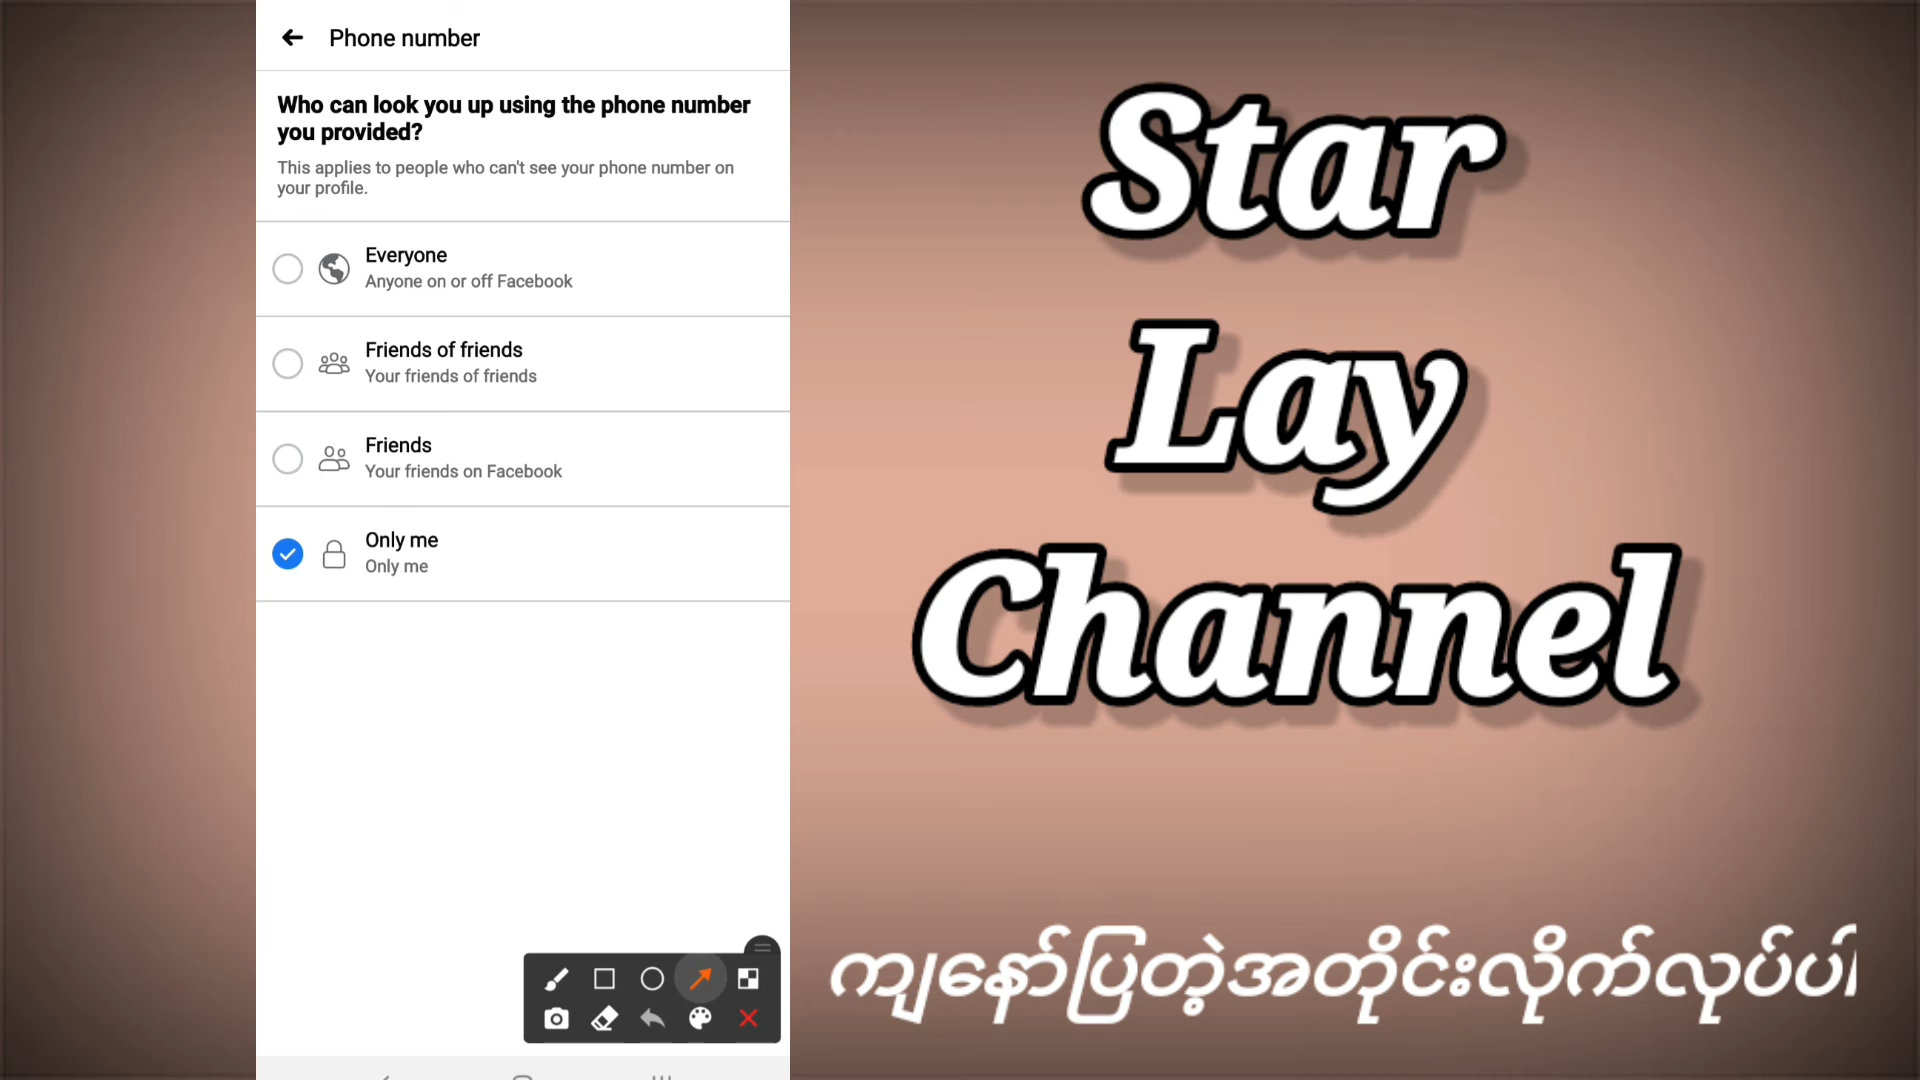 Phone number
Who can look you up using the phone number
you provided?
This applies to people who can't see your phone number on
your profile.
Everyone
Anyone on or off Facebook
Friends of friends
Your friends of friends
Friends
Your friends on Facebook
Only me
Only me
Star
Lay
Channel
ကျနော်ပြတဲ့အတိုင်းလိုက်လုပ်ပါ